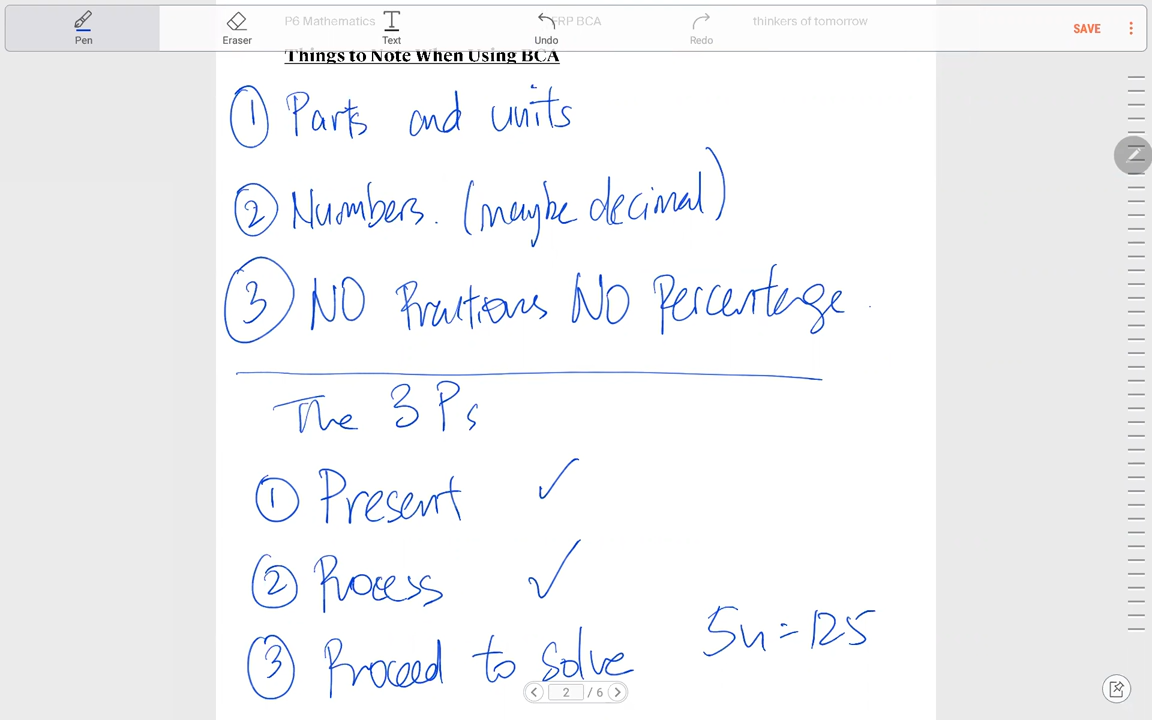 P6 Mathematics RP BCA thinkers of tomorrow
Pen Eraser Text Undo Redo SAVE
Things to Note When Using BCA
① Parts and units
② Numbers. (maybe decimal)
③ NO Fractions NO Percentage
The 3 Ps
① Present ✓
② Process ✓
5u = 125
③ Proceed to solve
2 / 6